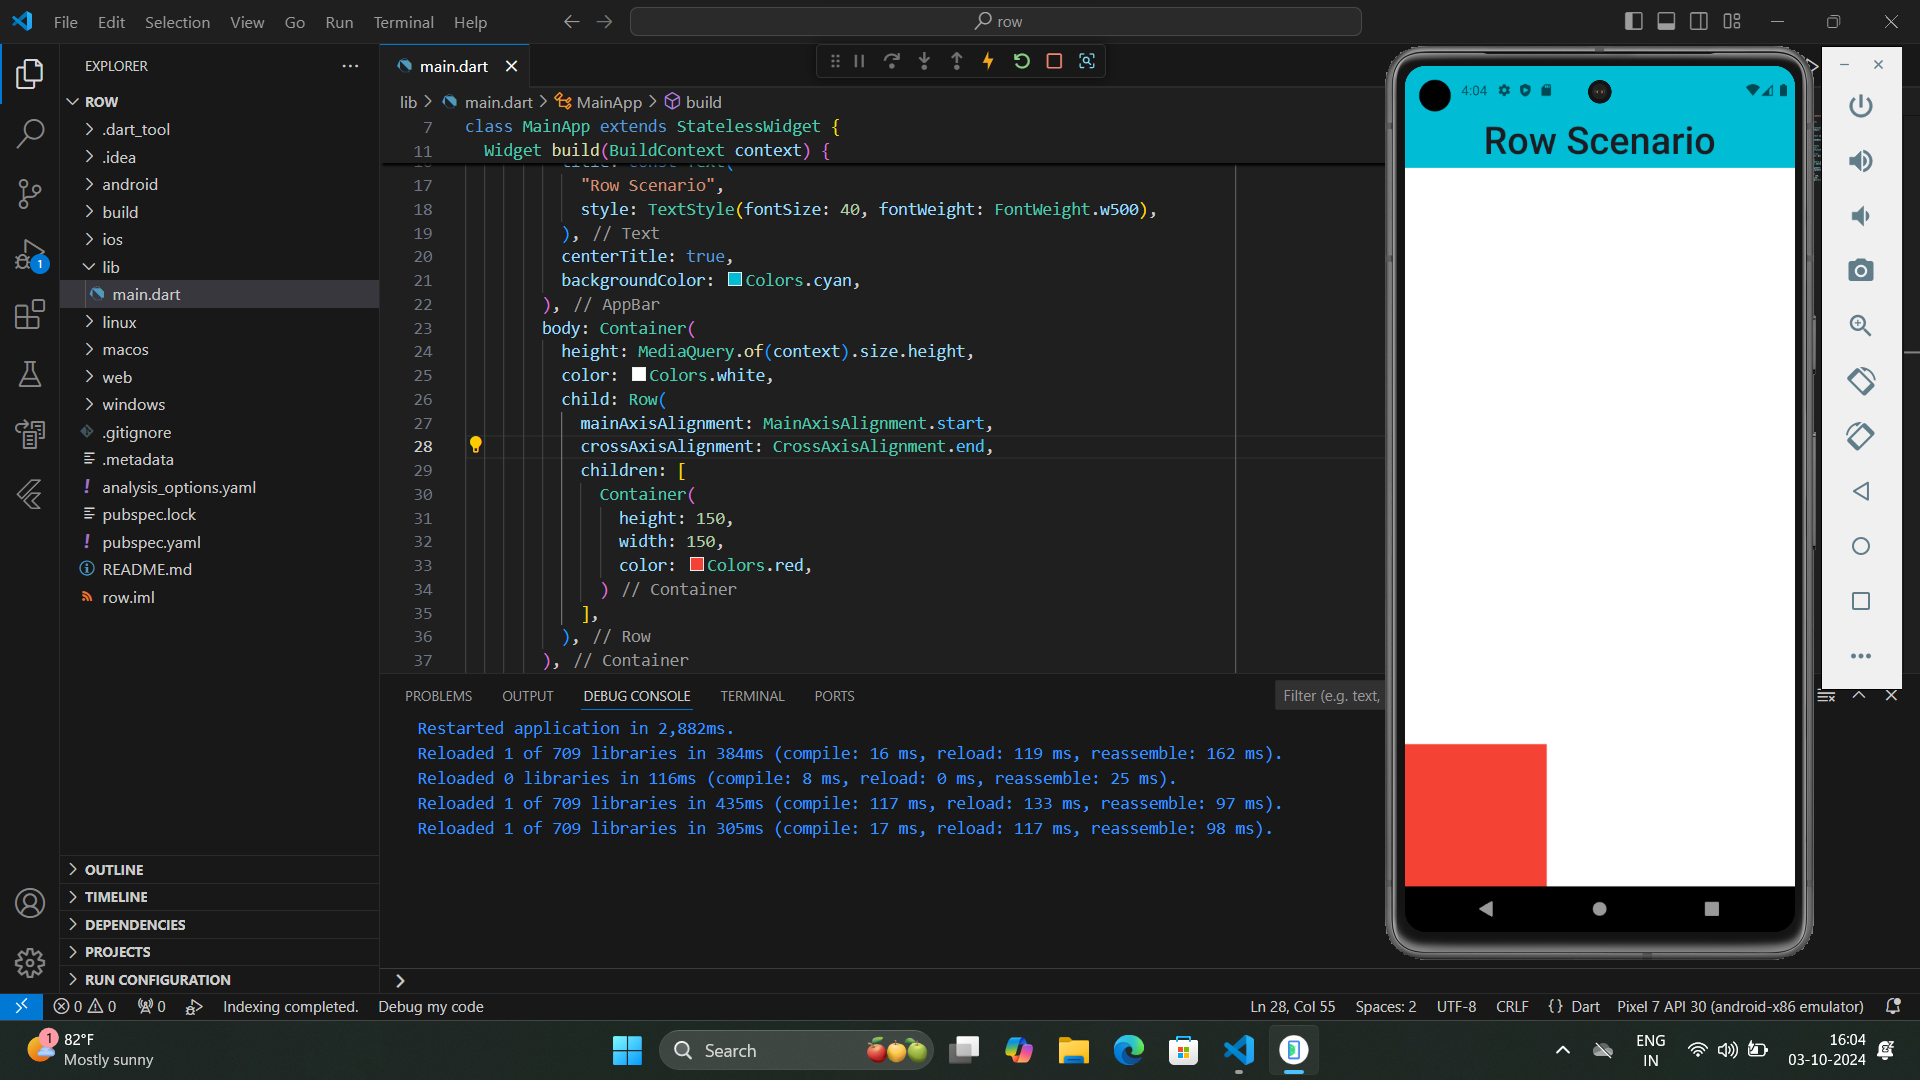 File Edit Selection View Go Run Terminal Help
row
EXPLORER
ROW
.dart_tool
.idea
android
build
ios
lib
main.dart
linux
macos
web
windows
.gitignore
.metadata
analysis_options.yaml
pubspec.lock
pubspec.yaml
README.md
row.iml
OUTLINE
TIMELINE
DEPENDENCIES
PROJECTS
RUN CONFIGURATION
1
main.dart
lib > main.dart > MainApp > build
7 class MainApp extends StatelessWidget {
11 Widget build(BuildContext context) {
17 "Row Scenario",
18 style: TextStyle(fontSize: 40, fontWeight: FontWeight.w500),
19 ), // Text
20 centerTitle: true,
21 backgroundColor: Colors.cyan,
22 ), // AppBar
23 body: Container(
24 height: MediaQuery.of(context).size.height,
25 color: Colors.white,
26 child: Row(
27 mainAxisAlignment: MainAxisAlignment.start,
28 crossAxisAlignment: CrossAxisAlignment.end,
29 children: [
30 Container(
31 height: 150,
32 width: 150,
33 color: Colors.red,
34 ) // Container
35 ],
36 ), // Row
37 ), // Container
PROBLEMS OUTPUT DEBUG CONSOLE TERMINAL PORTS
Filter (e.g. text,
Restarted application in 2,882ms.
Reloaded 1 of 709 libraries in 384ms (compile: 16 ms, reload: 119 ms, reassemble: 162 ms).
Reloaded 0 libraries in 116ms (compile: 8 ms, reload: 0 ms, reassemble: 25 ms).
Reloaded 1 of 709 libraries in 435ms (compile: 117 ms, reload: 133 ms, reassemble: 97 ms).
Reloaded 1 of 709 libraries in 305ms (compile: 17 ms, reload: 117 ms, reassemble: 98 ms).
4:04
Row Scenario
0 0 0 Indexing completed. Debug my code
Ln 28, Col 55 Spaces: 2 UTF-8 CRLF {} Dart Pixel 7 API 30 (android-x86 emulator)
1
82°F
Mostly sunny
Search
ENG
IN
16:04
03-10-2024